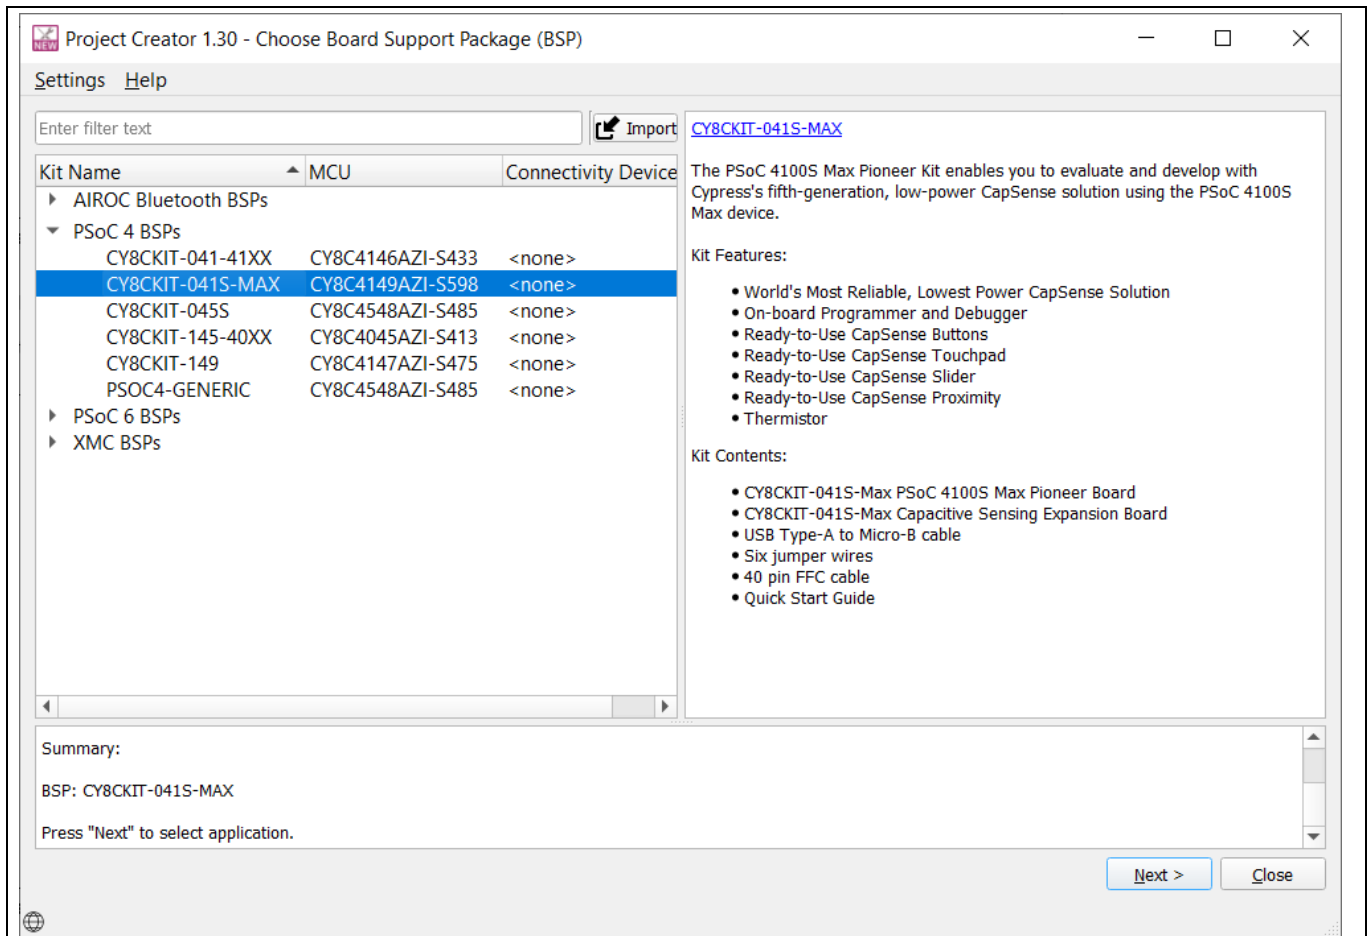 NEW Project Creator 1.30 - Choose Board Support Package (BSP)
Settings Help
Enter filter text
Import
Kit Name MCU Connectivity Device
AIROC Bluetooth BSPs
PSoC 4 BSPs
CY8CKIT-041-41XX CY8C4146AZI-S433 <none>
CY8CKIT-041S-MAX CY8C4149AZI-S598 <none>
CY8CKIT-045S CY8C4548AZI-S485 <none>
CY8CKIT-145-40XX CY8C4045AZI-S413 <none>
CY8CKIT-149 CY8C4147AZI-S475 <none>
PSOC4-GENERIC CY8C4548AZI-S485 <none>
PSoC 6 BSPs
XMC BSPs
CY8CKIT-041S-MAX
The PSoC 4100S Max Pioneer Kit enables you to evaluate and develop with
Cypress's fifth-generation, low-power CapSense solution using the PSoC 4100S
Max device.
Kit Features:
• World's Most Reliable, Lowest Power CapSense Solution
• On-board Programmer and Debugger
• Ready-to-Use CapSense Buttons
• Ready-to-Use CapSense Touchpad
• Ready-to-Use CapSense Slider
• Ready-to-Use CapSense Proximity
• Thermistor
Kit Contents:
• CY8CKIT-041S-Max PSoC 4100S Max Pioneer Board
• CY8CKIT-041S-Max Capacitive Sensing Expansion Board
• USB Type-A to Micro-B cable
• Six jumper wires
• 40 pin FFC cable
• Quick Start Guide
Summary:
BSP: CY8CKIT-041S-MAX
Press "Next" to select application.
Next >
Close